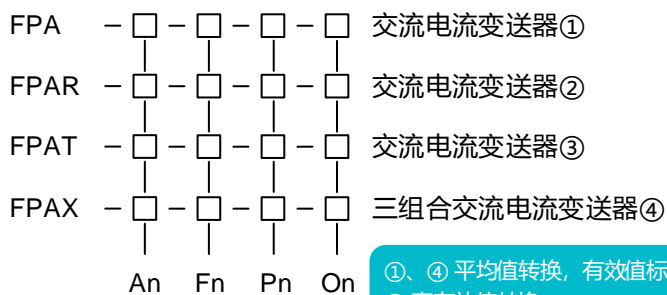 FPA – □ – □ – □ – □ 交流电流变送器①
FPAR – □ – □ – □ – □ 交流电流变送器②
FPAT – □ – □ – □ – □ 交流电流变送器③
FPAX – □ – □ – □ – □ 三组合交流电流变送器④
An Fn Pn On
①、④ 平均值转换，有效值标